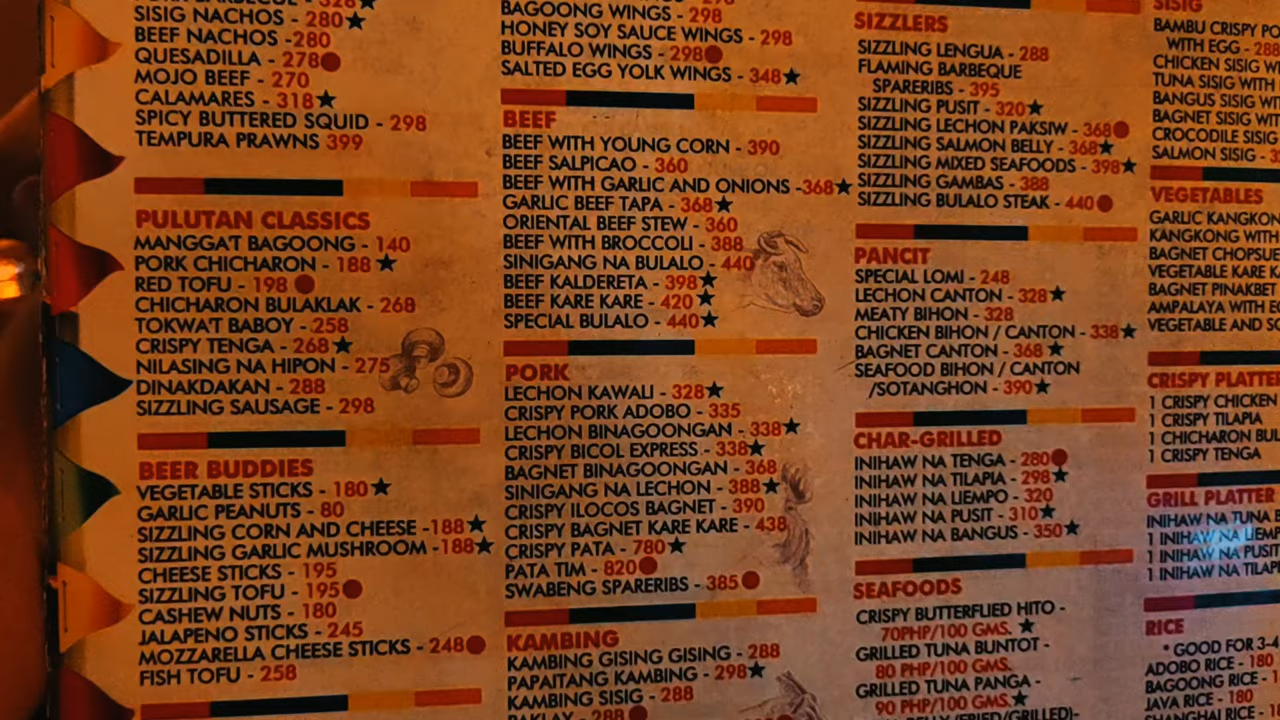 SISIG NACHOS - 280★
BEEF NACHOS -280
QUESADILLA - 278●
MOJO BEEF - 270
CALAMARES - 318★
SPICY BUTTERED SQUID - 298
TEMPURA PRAWNS 399
PULUTAN CLASSICS
MANGGA'T BAGOONG - 140
PORK CHICHARON - 188★
RED TOFU - 198●
CHICHARON BULAKLAK - 268
TOKWA'T BABOY - 258
CRISPY TENGA - 268★
NILASING NA HIPON - 275
DINAKDAKAN - 288
SIZZLING SAUSAGE - 298
BEER BUDDIES
VEGETABLE STICKS - 180★
GARLIC PEANUTS - 80
SIZZLING CORN AND CHEESE -188★
SIZZLING GARLIC MUSHROOM -188★
CHEESE STICKS - 195
SIZZLING TOFU - 195●
CASHEW NUTS - 180
JALAPENO STICKS - 245
MOZZARELLA CHEESE STICKS - 248●
FISH TOFU - 258
BAGOONG WINGS - 298
HONEY SOY SAUCE WINGS - 298
BUFFALO WINGS - 298●
SALTED EGG YOLK WINGS - 348★
BEEF
BEEF WITH YOUNG CORN - 390
BEEF SALPICAO - 360
BEEF WITH GARLIC AND ONIONS -368★
GARLIC BEEF TAPA - 368★
ORIENTAL BEEF STEW - 360
BEEF WITH BROCCOLI - 388
SINIGANG NA BULALO - 440
BEEF KALDERETA - 398★
BEEF KARE KARE - 420★
SPECIAL BULALO - 440★
PORK
LECHON KAWALI - 328★
CRISPY PORK ADOBO - 335
LECHON BINAGOONGAN - 338★
CRISPY BICOL EXPRESS - 338★
BAGNET BINAGOONGAN - 368
SINIGANG NA LECHON - 388★
CRISPY ILOCOS BAGNET - 390
CRISPY BAGNET KARE KARE - 438
CRISPY PATA - 780★
PATA TIM - 820●
SWABENG SPARERIBS - 385●
KAMBING
KAMBING GISING GISING - 288
PAPAITANG KAMBING - 298★
KAMBING SISIG - 288
SIZZLERS
SIZZLING LENGUA - 288
FLAMING BARBEQUE
SPARERIBS - 395
SIZZLING PUSIT - 320★
SIZZLING LECHON PAKSIW - 368●
SIZZLING SALMON BELLY - 368★
SIZZLING MIXED SEAFOODS - 398★
SIZZLING GAMBAS - 388
SIZZLING BULALO STEAK - 440●
PANCIT
SPECIAL LOMI - 248
LECHON CANTON - 328★
MEATY BIHON - 328
CHICKEN BIHON / CANTON - 338★
BAGNET CANTON - 368★
SEAFOOD BIHON / CANTON
/SOTANGHON - 390★
CHAR-GRILLED
INIHAW NA TENGA - 280●
INIHAW NA TILAPIA - 298★
INIHAW NA LIEMPO - 320
INIHAW NA PUSIT - 310★
INIHAW NA BANGUS - 350★
SEAFOODS
CRISPY BUTTERFLIED HITO -
70PHP/100 GMS. ★
GRILLED TUNA BUNTOT -
80 PHP/100 GMS.
GRILLED TUNA PANGA -
90 PHP/100 GMS.★
SISIG
BAMBU CRISPY
WITH EGG - 288
CHICKEN SISIG
TUNA SISIG WITH
BANGUS SISIG
BAGNET SISIG
CROCODILE SISIG
SALMON SISIG -
VEGETABLES
GARLIC
KANGKONG WITH
BAGNET
VEGETABLE KARE
BAGNET PINAKBET
AMPALAYA WITH
VEGETABLE AND
CRISPY
1 CRISPY CHICKEN
1 CRISPY TILAPIA
1 CHICHARON
1 CRISPY TENGA
GRILL PLATTER
INIHAW NA TUNA
1 INIHAW NA
1 INIHAW NA PUSIT
1 INIHAW NA
RICE
* GOOD FOR 3-4
ADOBO RICE - 180
BAGOONG RICE -
JAVA RICE - 180